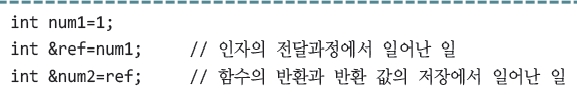 int num1=1;
int &ref=num1; // 인자의 전달과정에서 일어난 일
int &num2=ref; // 함수의 반환과 반환 값의 저장에서 일어난 일